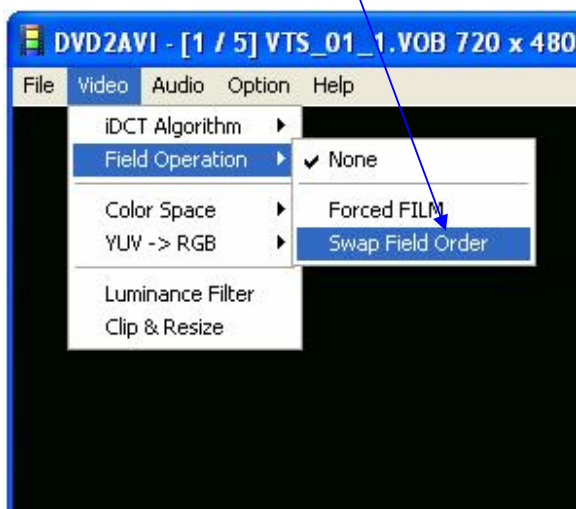 DVD2AVI - [1 / 5] VTS_01_1.VOB 720 x 480
File Video Audio Option Help
iDCT Algorithm
Field Operation
None
Color Space
Forced FILM
YUV -> RGB
Swap Field Order
Luminance Filter
Clip & Resize